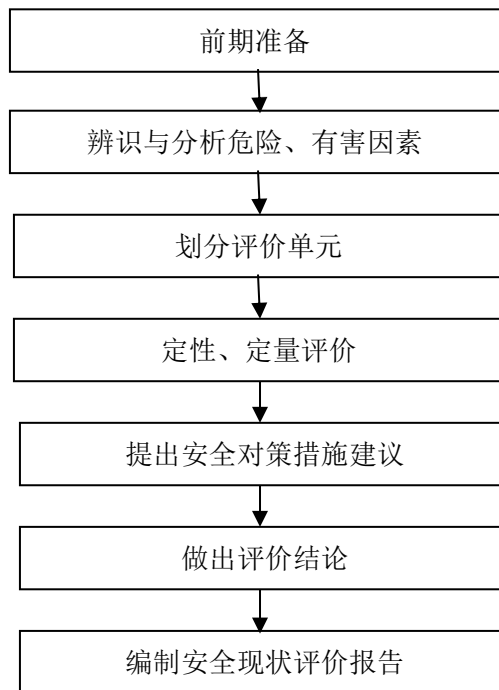 前期准备
辨识与分析危险、有害因素
划分评价单元
定性、定量评价
提出安全对策措施建议
做出评价结论
编制安全现状评价报告